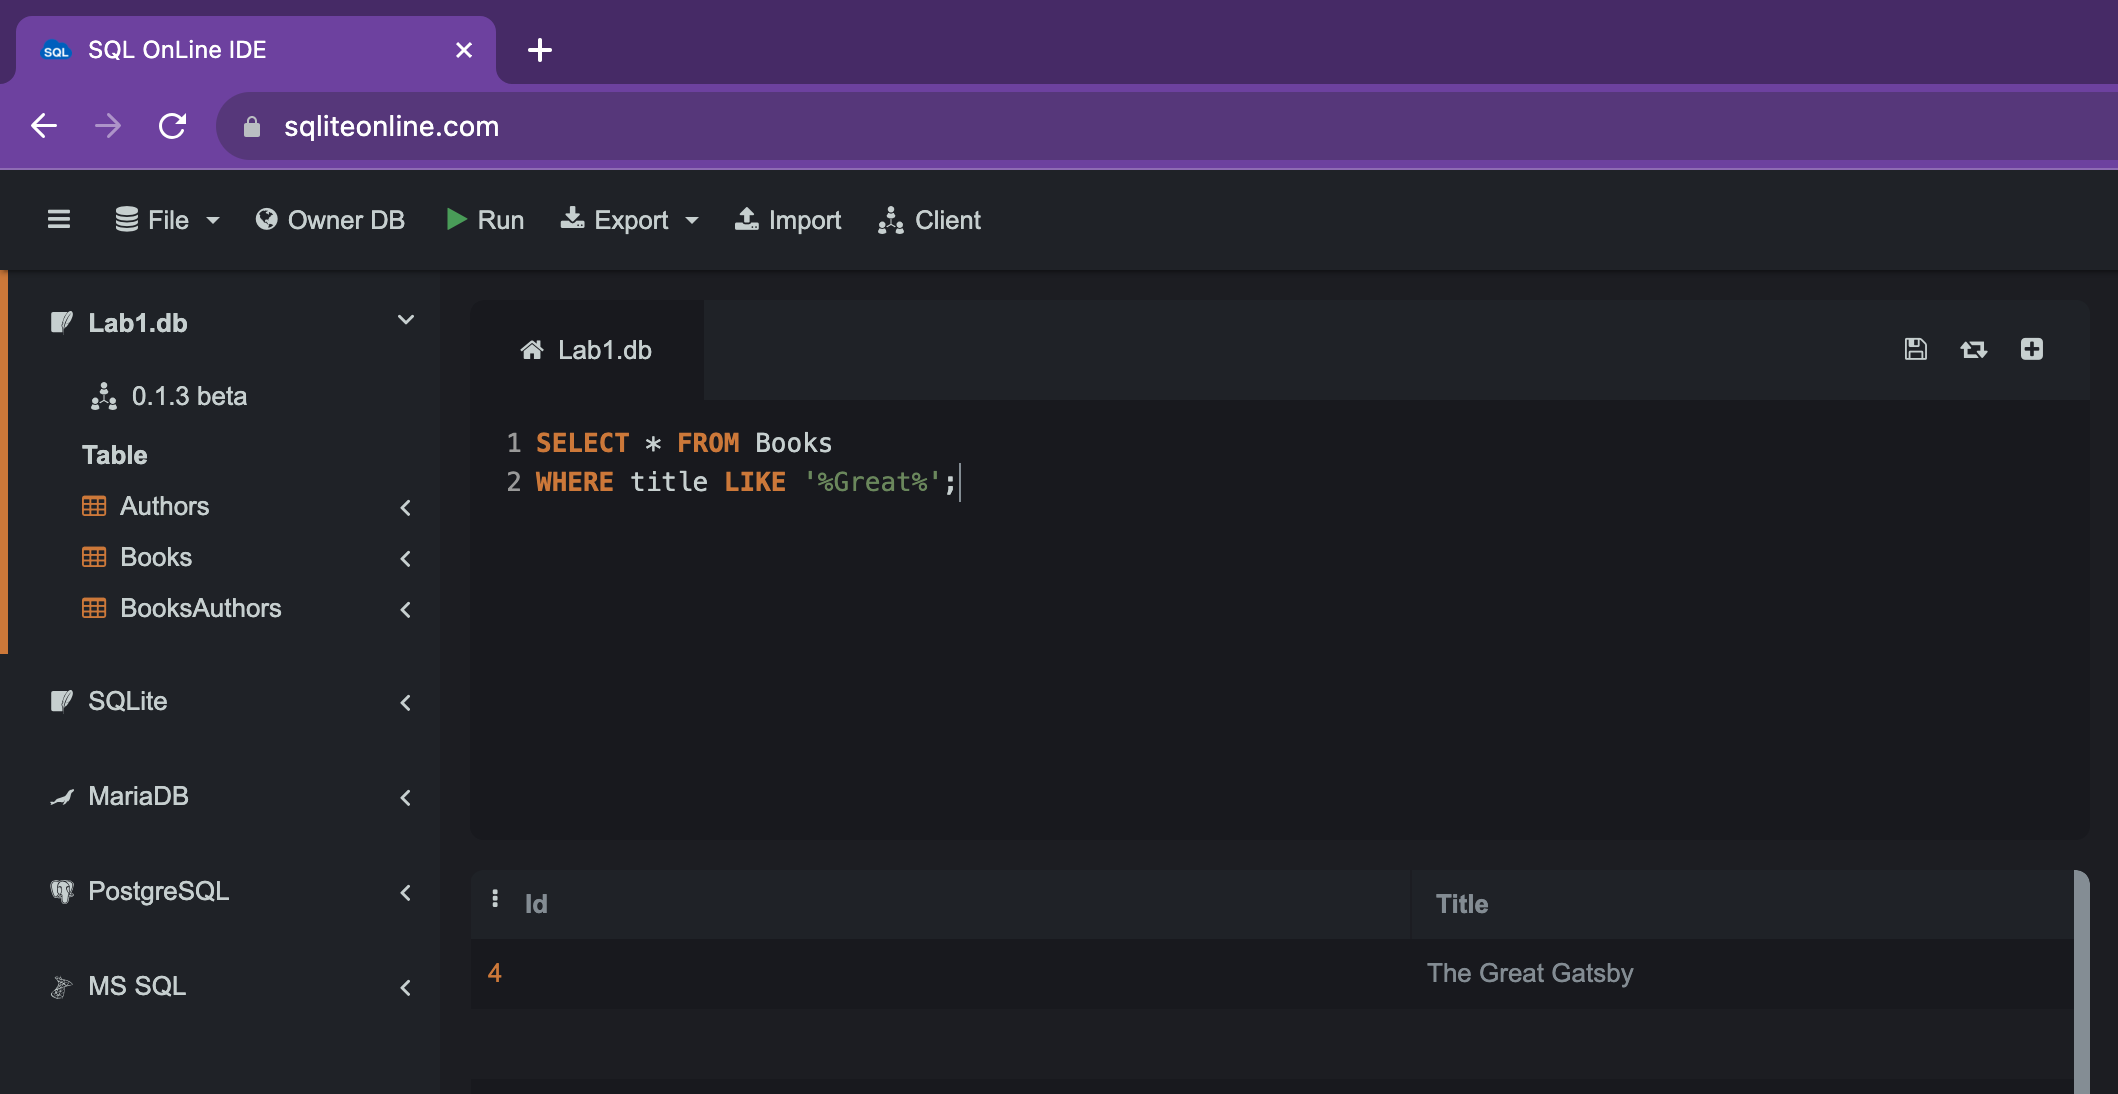 SQL SQL OnLine IDE
sqliteonline.com
File Owner DB Run Export Import Client
Lab1.db
0.1.3 beta
Table
Authors
Books
BooksAuthors
SQLite
MariaDB
PostgreSQL
MS SQL
Lab1.db
1 SELECT * FROM Books
2 WHERE title LIKE '%Great%';
Id Title
4 The Great Gatsby